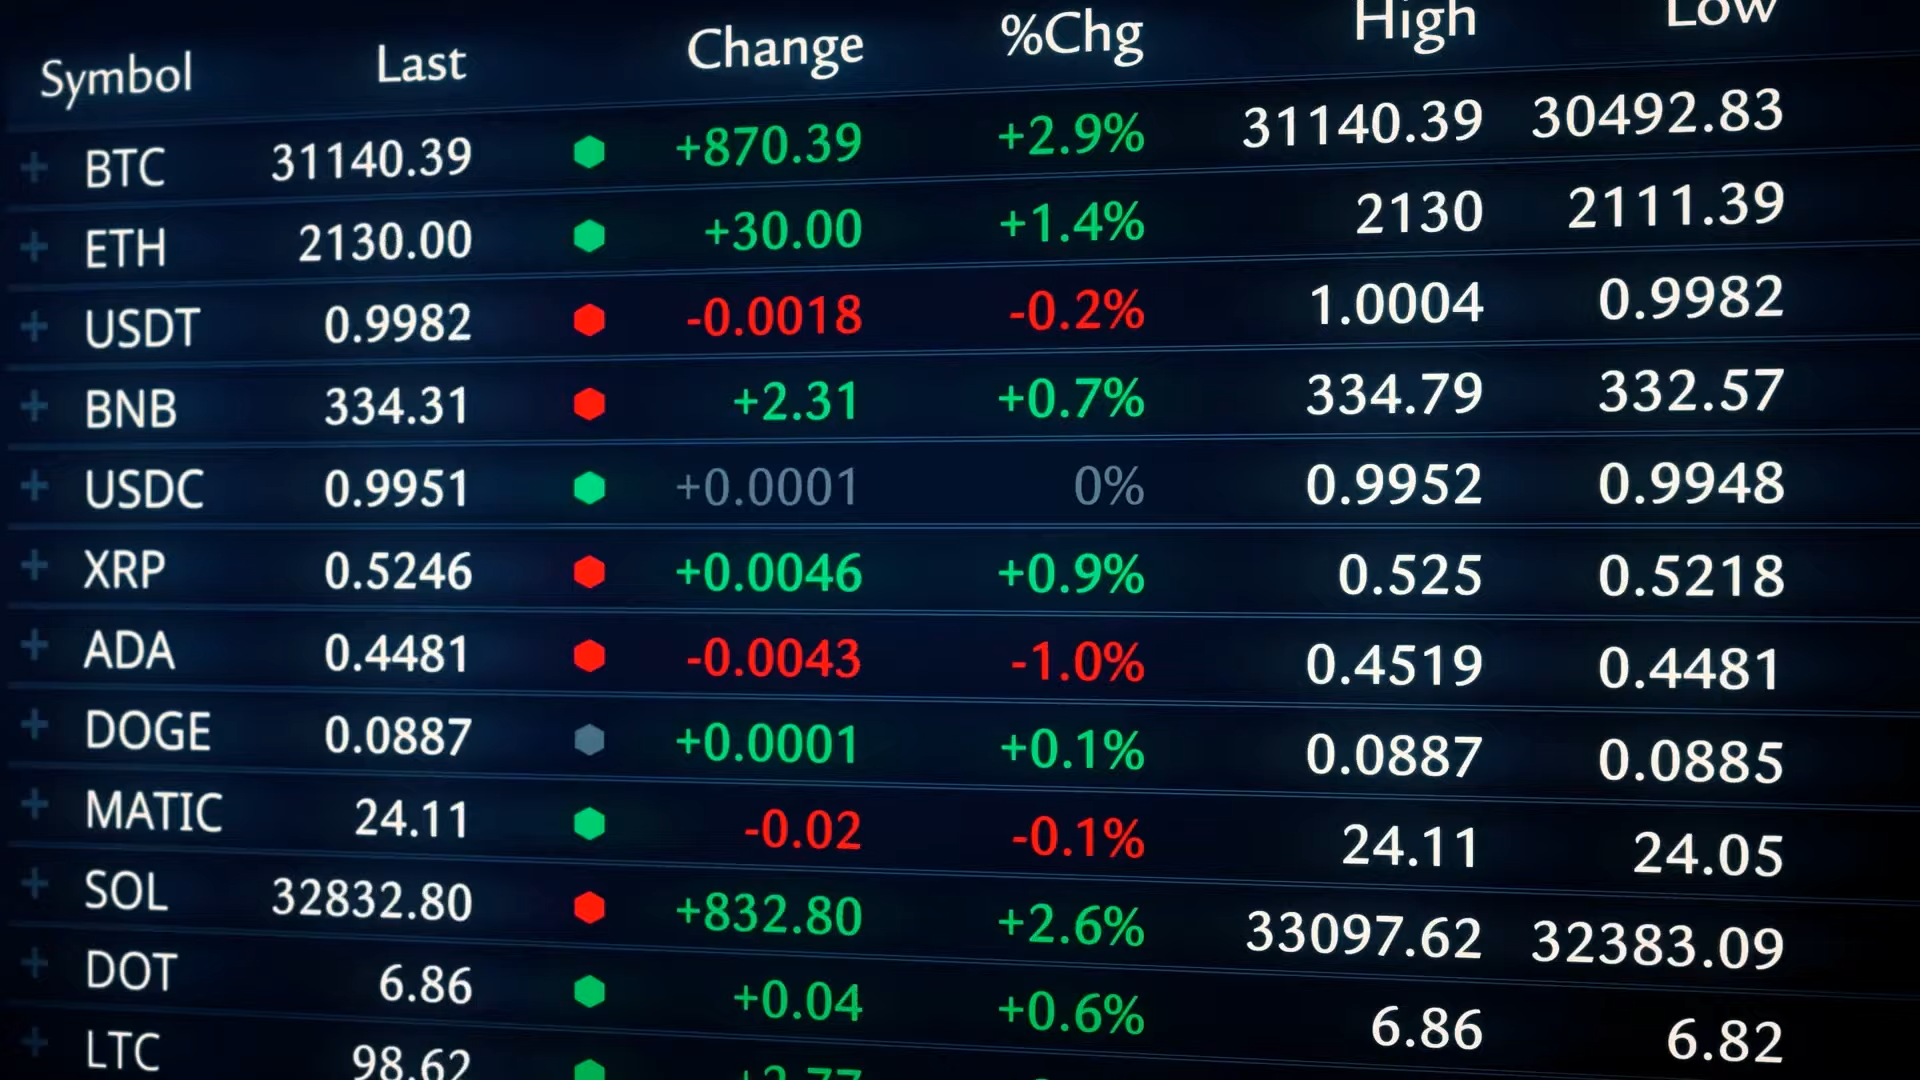 Symbol Last Change %Chg High Low
+ BTC 31140.39 +870.39 +2.9% 31140.39 30492.83
+ ETH 2130.00 +30.00 +1.4% 2130 2111.39
+ USDT 0.9982 -0.0018 -0.2% 1.0004 0.9982
+ BNB 334.31 +2.31 +0.7% 334.79 332.57
+ USDC 0.9951 +0.0001 0% 0.9952 0.9948
+ XRP 0.5246 +0.0046 +0.9% 0.525 0.5218
+ ADA 0.4481 -0.0043 -1.0% 0.4519 0.4481
+ DOGE 0.0887 +0.0001 +0.1% 0.0887 0.0885
+ MATIC 24.11 -0.02 -0.1% 24.11 24.05
+ SOL 32832.80 +832.80 +2.6% 33097.62 32383.09
+ DOT 6.86 +0.04 +0.6% 6.86 6.82
+ LTC 98.62